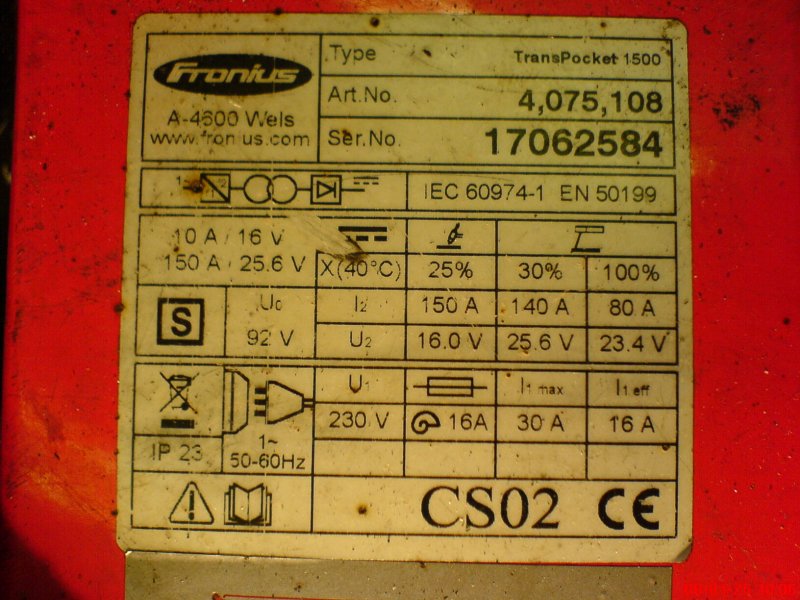 Fronius
A-4600 Wels
www.fronius.com
Type TransPocket 1500
Art.No. 4,075,108
Ser.No. 17062584
1~
IEC 60974-1 EN 50199
10 A / 16 V
150 A / 25.6 V
X(40°C) 25% 30% 100%
S
U0
92 V
I2 150 A 140 A 80 A
U2 16.0 V 25.6 V 23.4 V
IP 23
1~
50-60Hz
U1 I1 max I1 eff
230 V 16A 30 A 16 A
CS02 CE